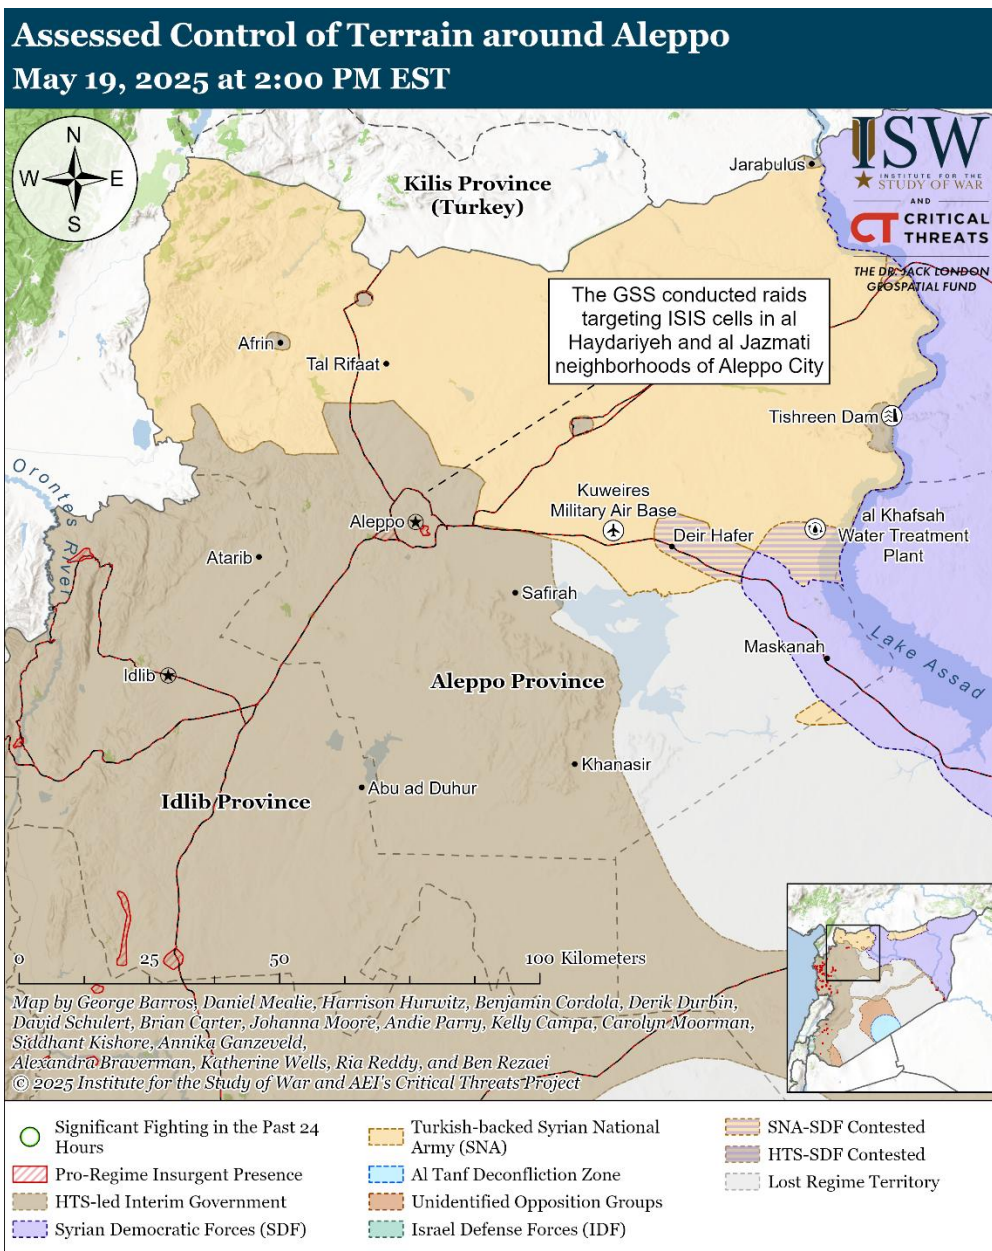 Assessed Control of Terrain around Aleppo
May 19, 2025 at 2:00 PM EST
N
W
E
S
Kilis Province
(Turkey)
Jarabulus
ISW
INSTITUTE FOR THE
STUDY OF WAR
AND
CT CRITICAL
THREATS
THE DR. JACK LONDON
GEOSPATIAL FUND
The GSS conducted raids
targeting ISIS cells in al
Haydariyeh and al Jazmati
neighborhoods of Aleppo City
Afrin
Tal Rifaat
Tishreen Dam
Orontes River
Aleppo
Kuweires
Military Air Base
Deir Hafer
al Khafsah
Water Treatment
Plant
Atarib
Safirah
Maskanah
Lake Assad
Idlib
Aleppo Province
Khanasir
Abu ad Duhur
Idlib Province
0
25
50
100 Kilometers
Map by George Barros, Daniel Mealie, Harrison Hurwitz, Benjamin Cordola, Derik Durbin,
David Schulert, Brian Carter, Johanna Moore, Andie Parry, Kelly Campa, Carolyn Moorman,
Siddhant Kishore, Annika Ganzeveld,
Alexandra Braverman, Katherine Wells, Ria Reddy, and Ben Rezaei
© 2025 Institute for the Study of War and AEI's Critical Threats Project
Significant Fighting in the Past 24
Hours
Pro-Regime Insurgent Presence
HTS-led Interim Government
Syrian Democratic Forces (SDF)
Turkish-backed Syrian National
Army (SNA)
Al Tanf Deconfliction Zone
Unidentified Opposition Groups
Israel Defense Forces (IDF)
SNA-SDF Contested
HTS-SDF Contested
Lost Regime Territory